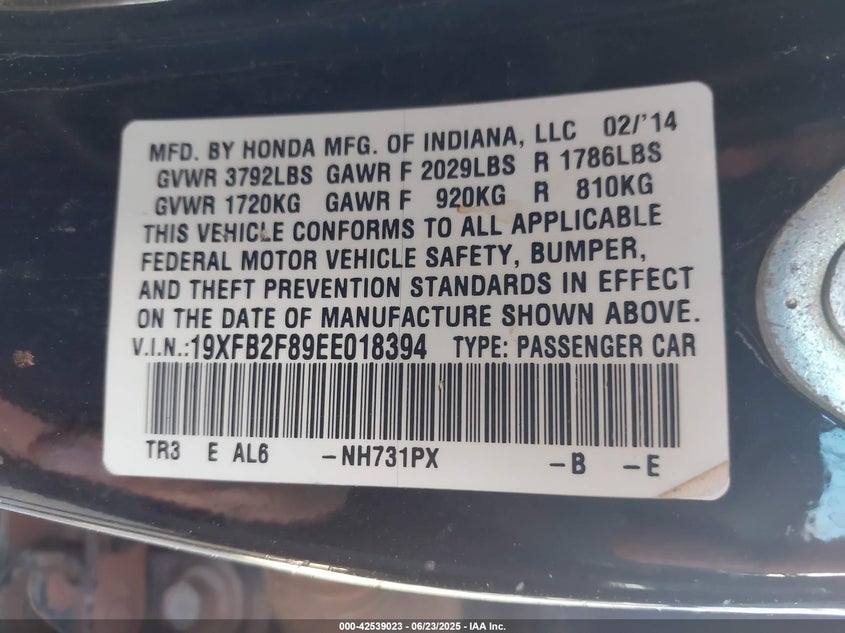 MFD. BY HONDA MFG. OF INDIANA, LLC 02/'14
GVWR 3792LBS GAWR F 2029LBS R 1786LBS
GVWR 1720KG GAWR F 920KG R 810KG
THIS VEHICLE CONFORMS TO ALL APPLICABLE
FEDERAL MOTOR VEHICLE SAFETY, BUMPER,
AND THEFT PREVENTION STANDARDS IN EFFECT
ON THE DATE OF MANUFACTURE SHOWN ABOVE.
V.I.N.:19XFB2F89EE018394 TYPE: PASSENGER CAR
TR3 E AL6 -NH731PX -B -E
000-42539023 - 06/23/2025 - IAA, Inc.